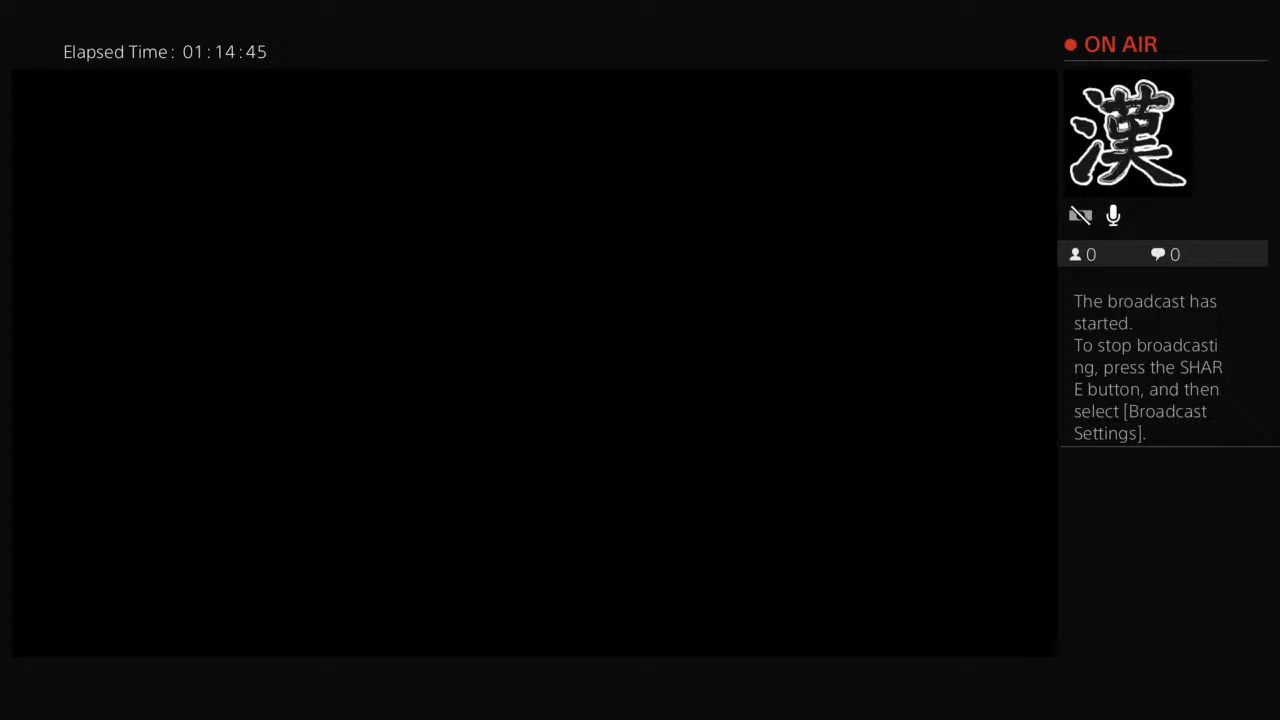 Elapsed Time: 01:14:45
ON AIR
漢
0 0
The broadcast has
started.
To stop broadcasti
ng, press the SHAR
E button, and then
select [Broadcast
Settings].